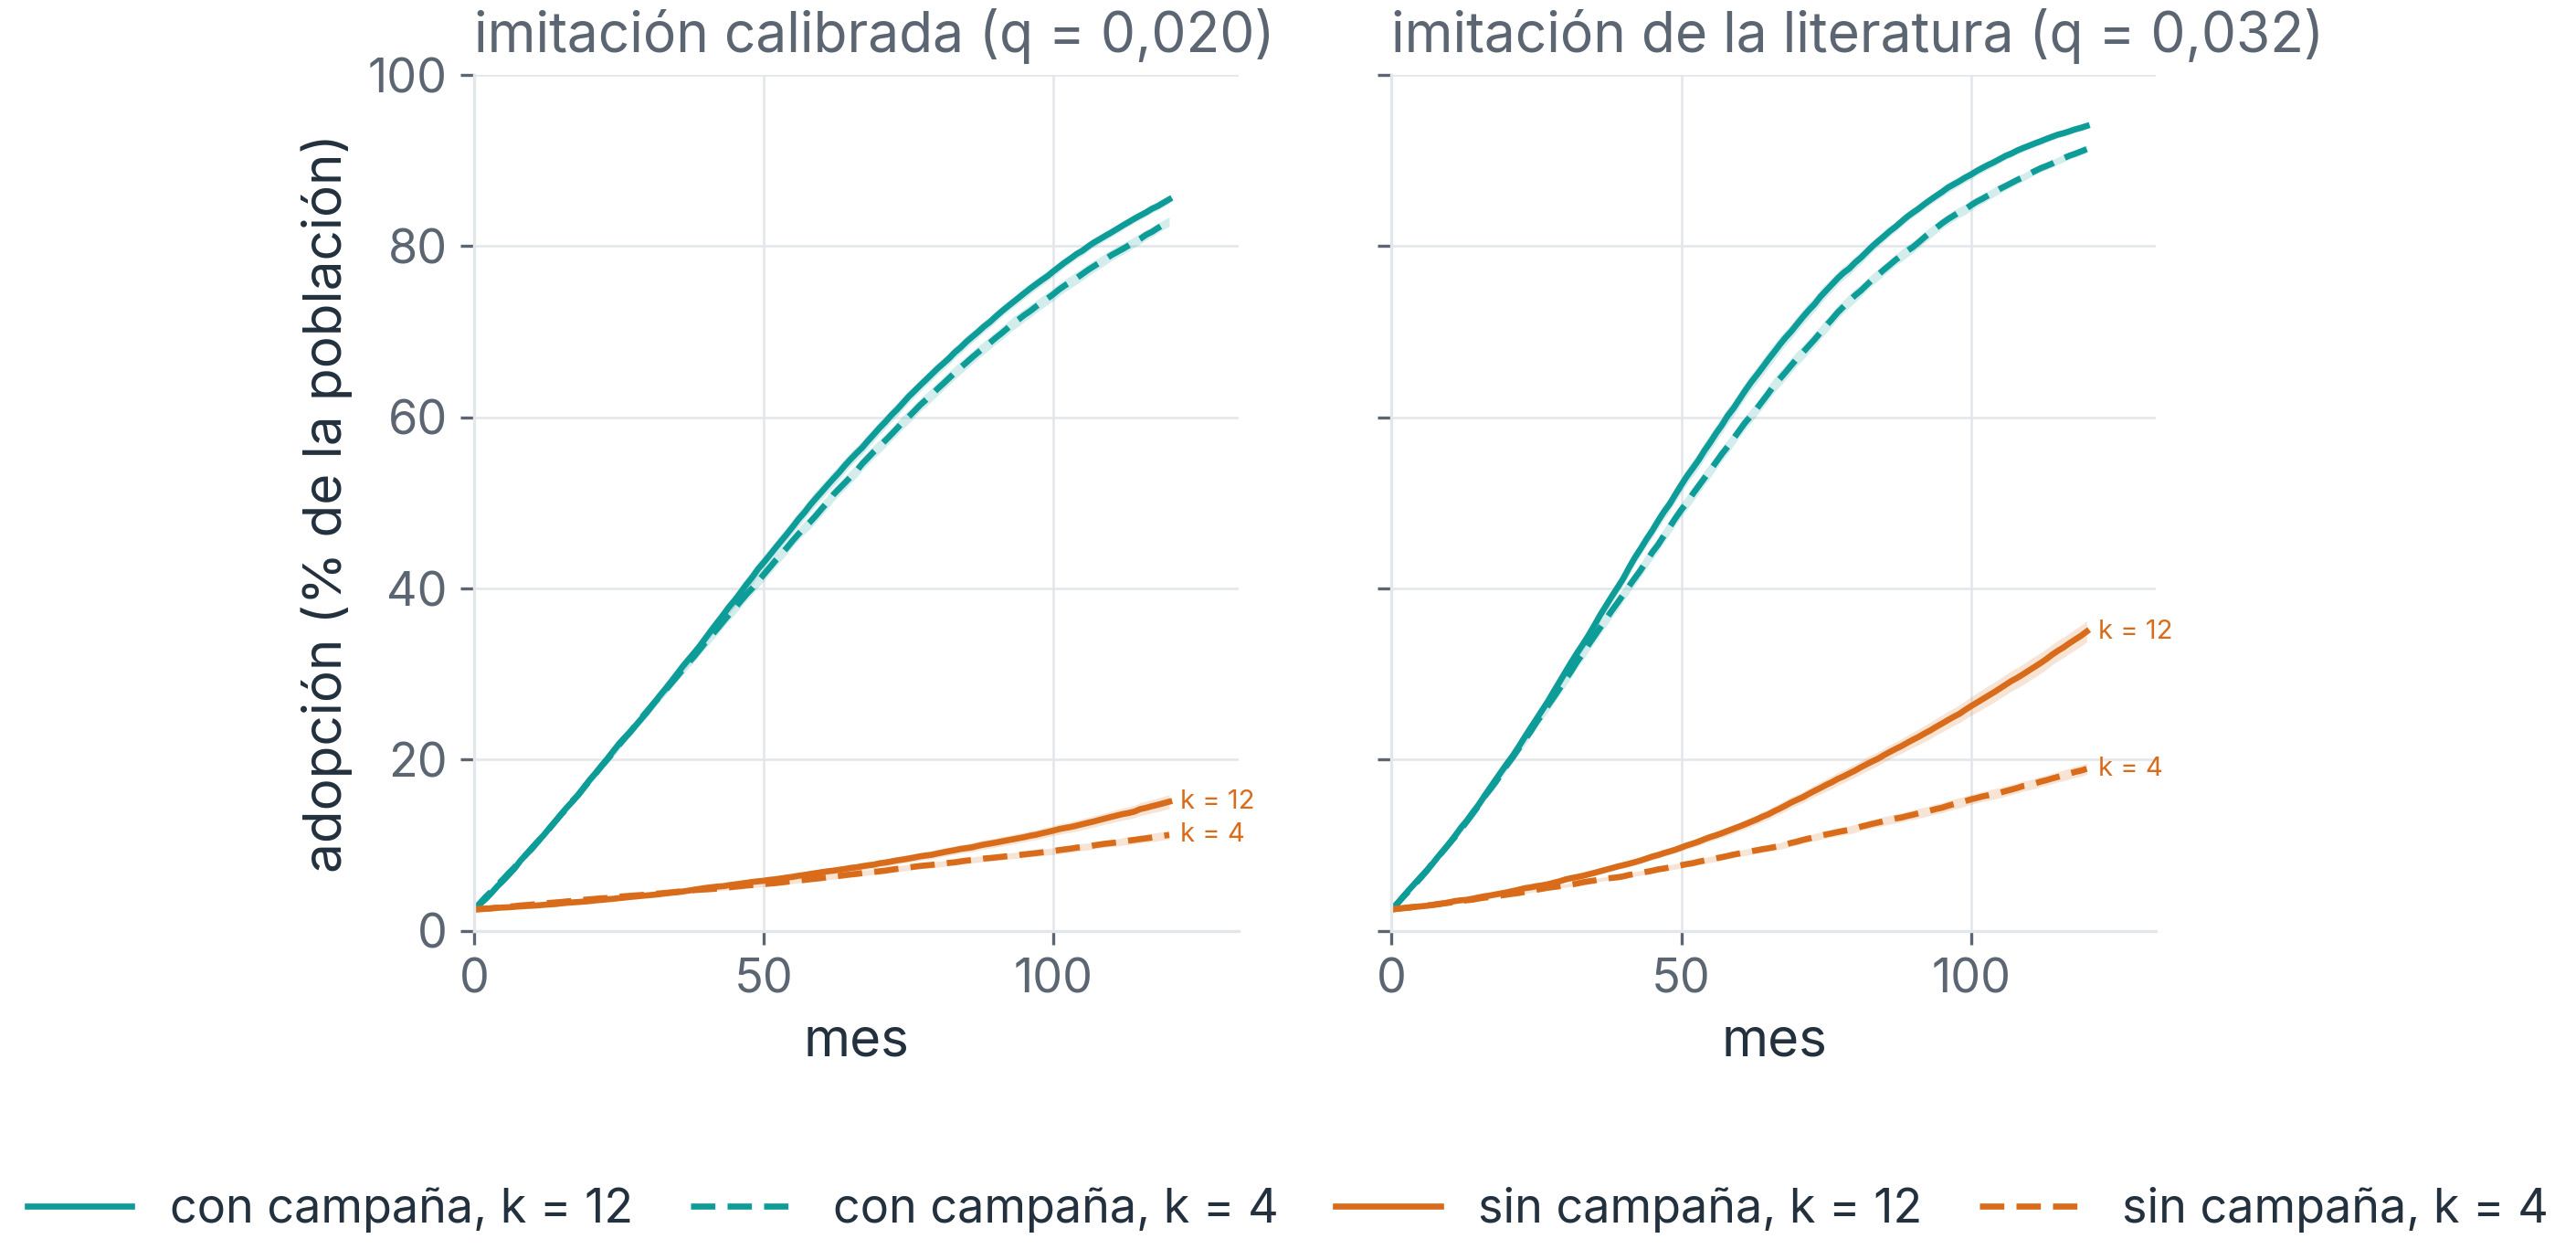 imitación calibrada (q = 0,020)
imitación de la literatura (q = 0,032)
adopción (% de la población)
100
80
60
40
20
0
k = 12
k = 4
k = 12
k = 4
0 50 100
0 50 100
mes
mes
con campaña, k = 12
con campaña, k = 4
sin campaña, k = 12
sin campaña, k = 4